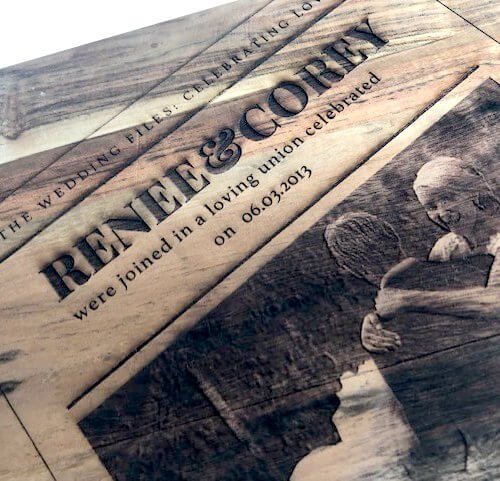 THE WEDDING FILES: CELEBRATING
RENEE & COREY
were joined in a loving union celebrated
on 06.03.2013